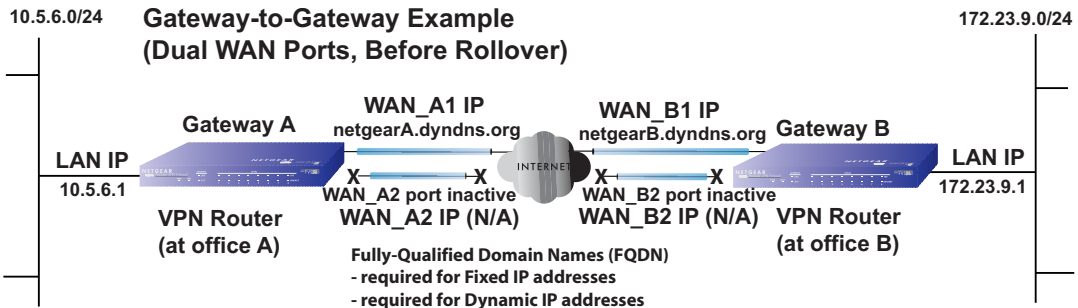 10.5.6.0/24
Gateway-to-Gateway Example
(Dual WAN Ports, Before Rollover)
172.23.9.0/24
Gateway A
WAN_A1 IP
netgearA.dyndns.org
WAN_B1 IP
netgearB.dyndns.org
Gateway B
LAN IP
10.5.6.1
NETGEAR
NETGEAR
INTERNET
NETGEAR
NETGEAR
LAN IP
172.23.9.1
X
X
X
X
WAN_A2 port inactive
WAN_A2 IP (N/A)
WAN_B2 port inactive
WAN_B2 IP (N/A)
VPN Router
(at office A)
VPN Router
(at office B)
Fully-Qualified Domain Names (FQDN)
- required for Fixed IP addresses
- required for Dynamic IP addresses